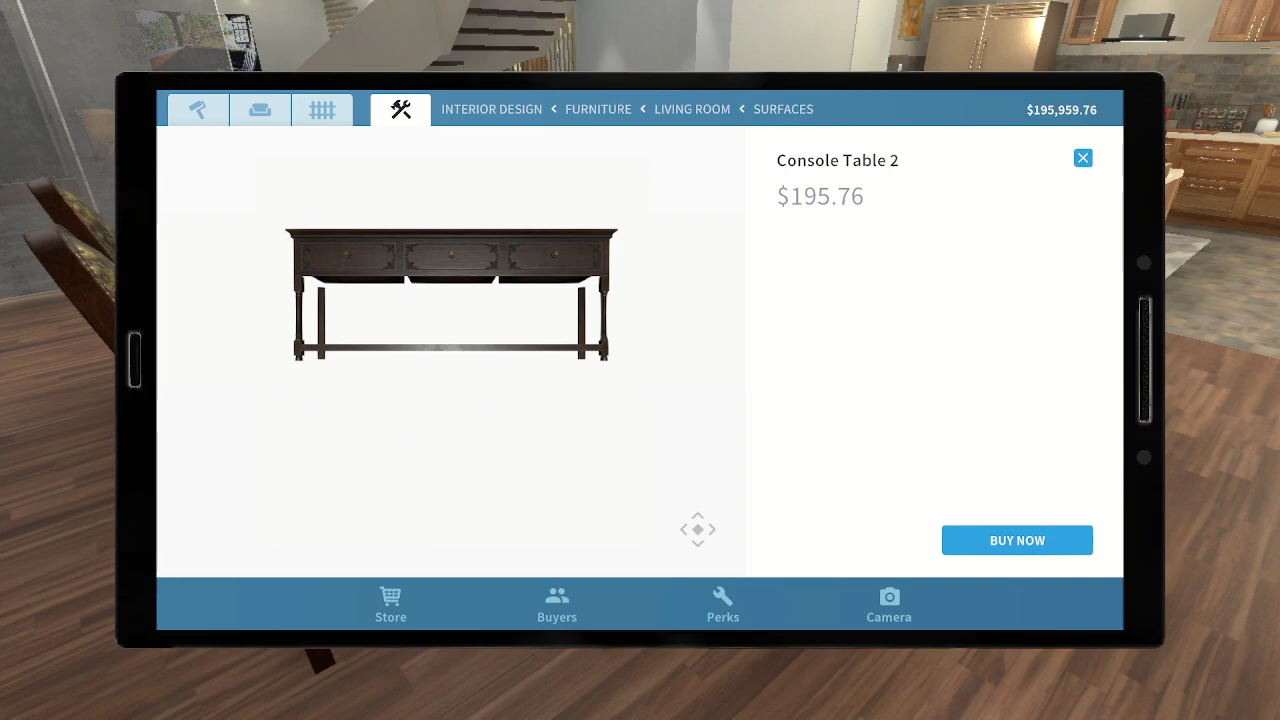 INTERIOR DESIGN < FURNITURE < LIVING ROOM < SURFACES
$195,959.76
Console Table 2
$195.76
BUY NOW
Store
Buyers
Perks
Camera